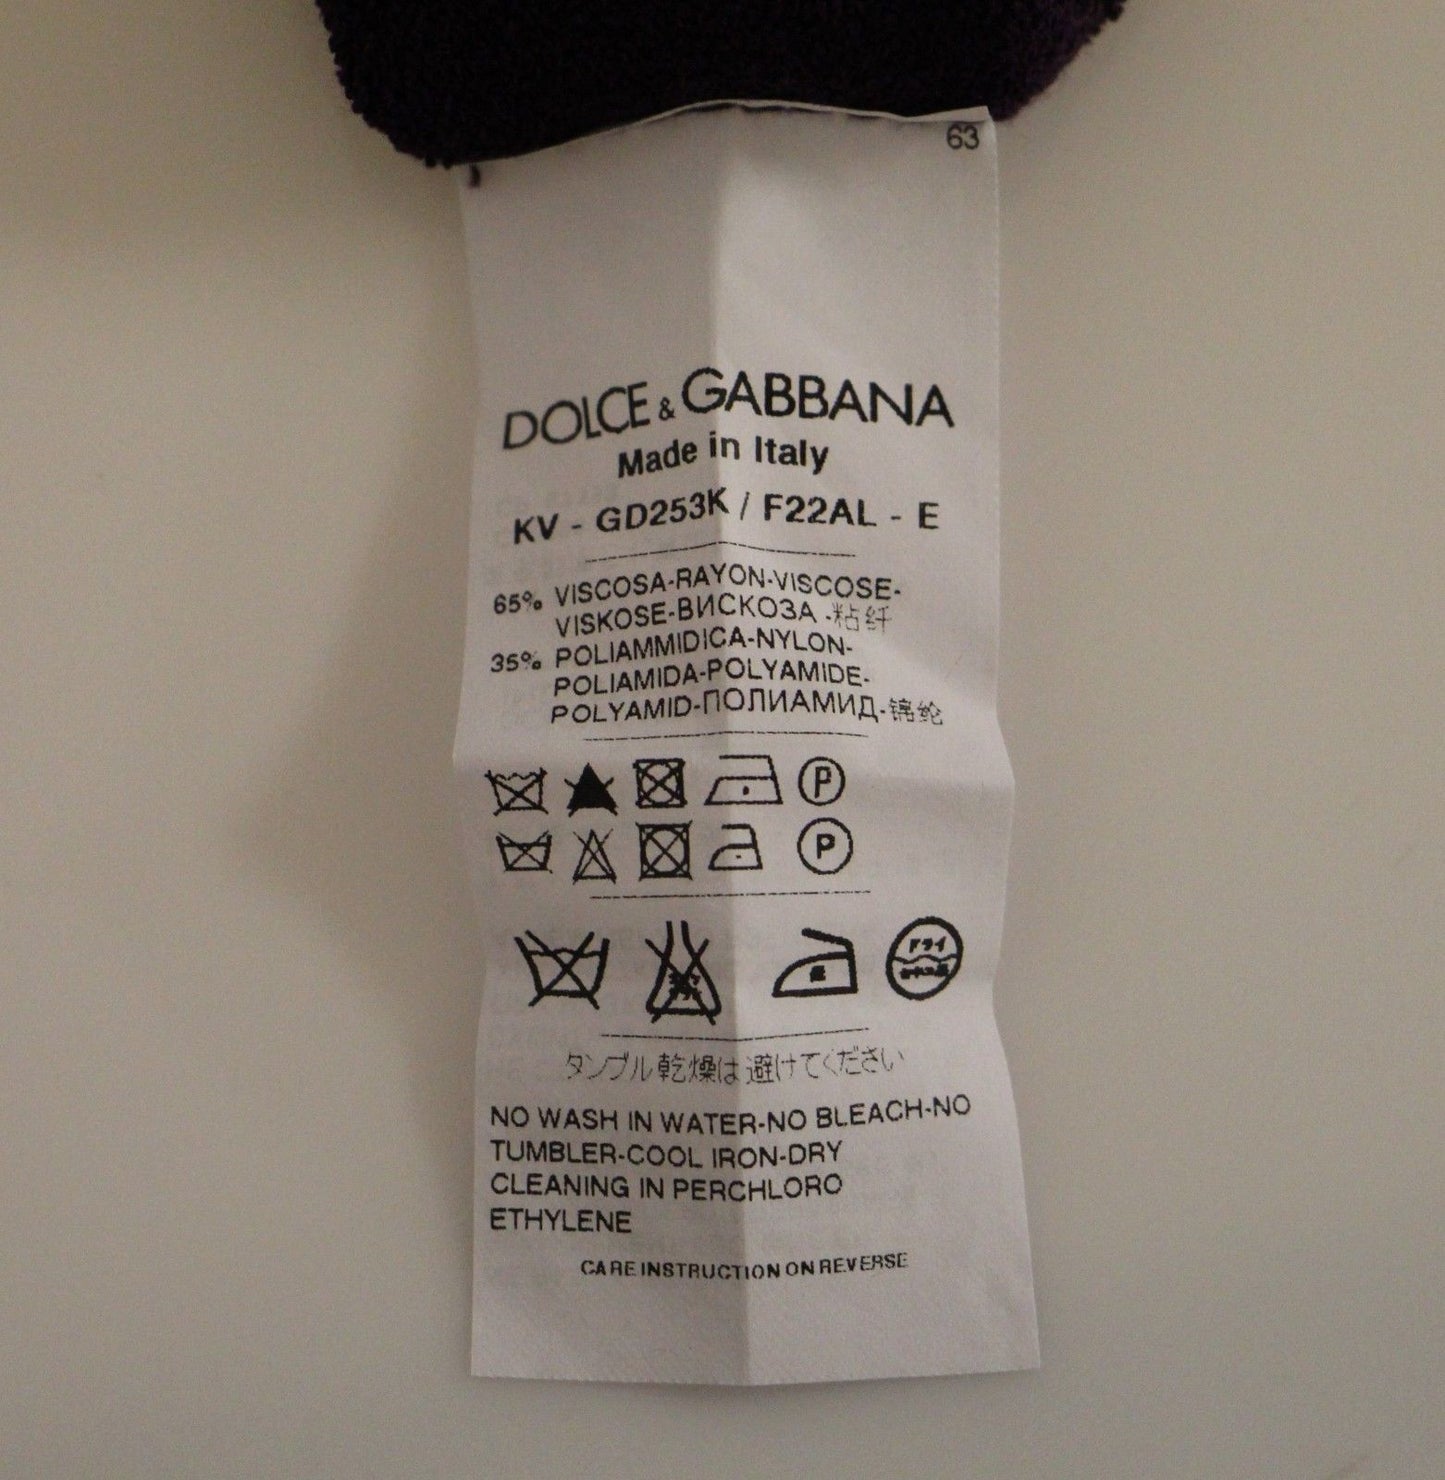 63
DOLCE & GABBANA
Made in Italy
KV - GD253K / F22AL - E
65% VISCOSA-RAYON-VISCOSE-
VISKOSE-ВИСКОЗА -粘纤
35% POLIAMMIDICA-NYLON-
POLIAMIDA-POLYAMIDE-
POLYAMID-ПОЛИАМИД-锦纶
P
P
ドライ
タンブル乾燥は避けてください
NO WASH IN WATER-NO BLEACH-NO
TUMBLER-COOL IRON-DRY
CLEANING IN PERCHLORO
ETHYLENE
CARE INSTRUCTION ON REVERSE